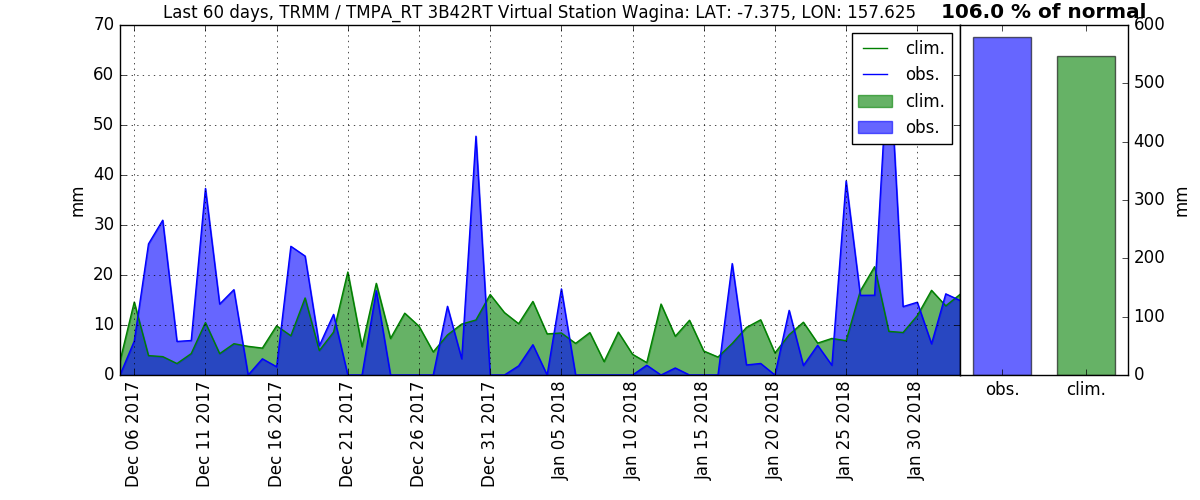 Last 60 days, TRMM / TMPA_RT 3B42RT Virtual Station Wagina: LAT: -7.375, LON: 157.625
106.0 % of normal
70
60
50
40
30
20
10
0
mm
clim.
obs.
clim.
obs.
600
500
400
300
200
100
0
mm
obs.
clim.
Dec 06 2017
Dec 11 2017
Dec 16 2017
Dec 21 2017
Dec 26 2017
Dec 31 2017
Jan 05 2018
Jan 10 2018
Jan 15 2018
Jan 20 2018
Jan 25 2018
Jan 30 2018